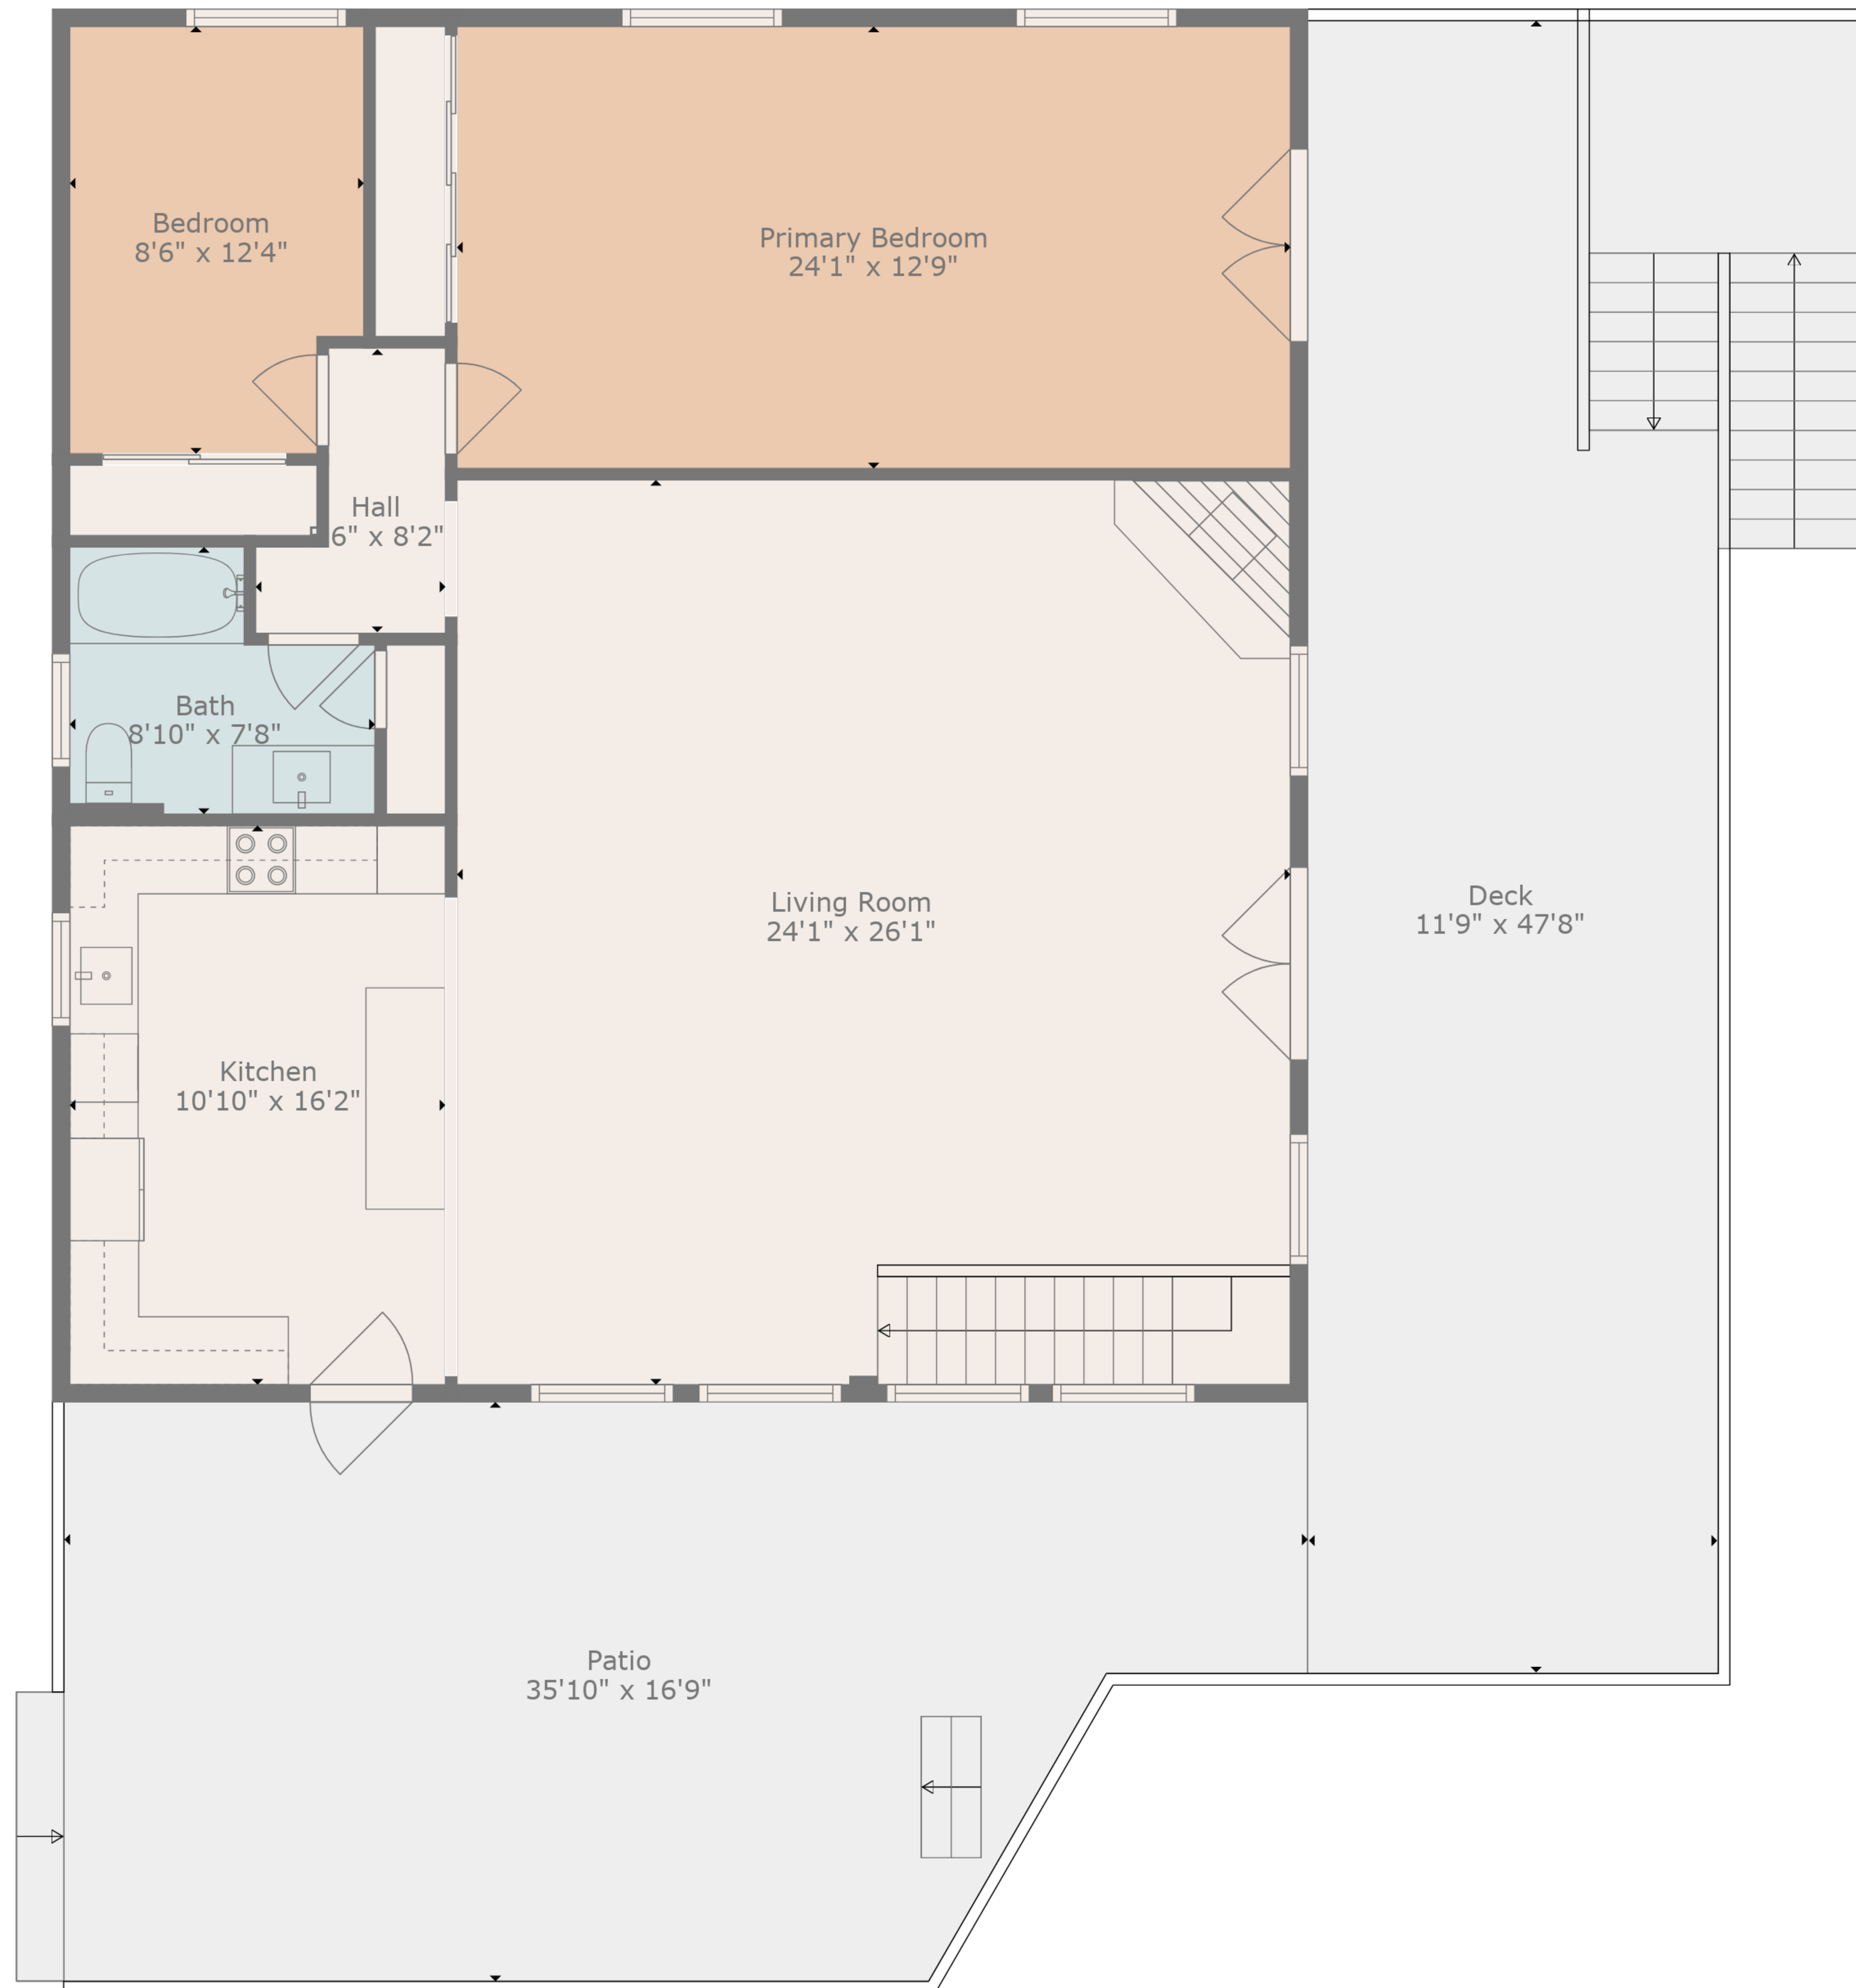 Bedroom
8'6" x 12'4"
Primary Bedroom
24'1" x 12'9"
Hall
6" x 8'2"
Bath
8'10" x 7'8"
Living Room
24'1" x 26'1"
Deck
11'9" x 47'8"
Kitchen
10'10" x 16'2"
Patio
35'10" x 16'9"